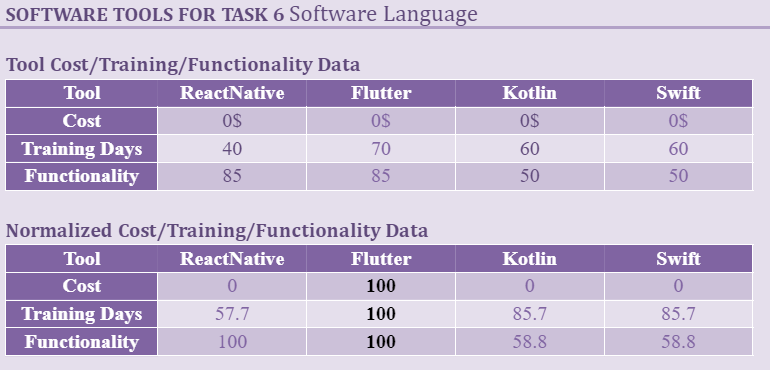 SOFTWARE TOOLS FOR TASK 6 Software Language
Tool Cost/Training/Functionality Data
Tool ReactNative Flutter Kotlin Swift
Cost 0$ 0$ 0$ 0$
Training Days 40 70 60 60
Functionality 85 85 50 50
Normalized Cost/Training/Functionality Data
Tool ReactNative Flutter Kotlin Swift
Cost 0 100 0 0
Training Days 57.7 100 85.7 85.7
Functionality 100 100 58.8 58.8